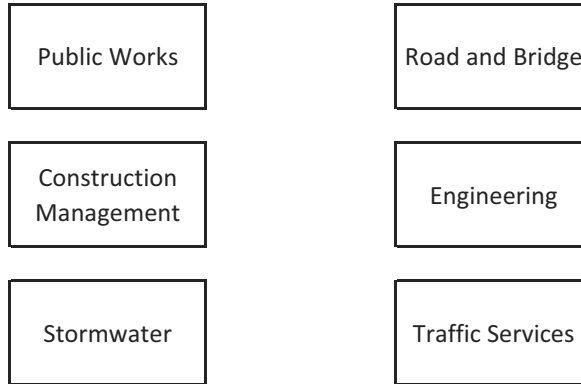 Public Works
Road and Bridge
Construction
Management
Engineering
Stormwater
Traffic Services